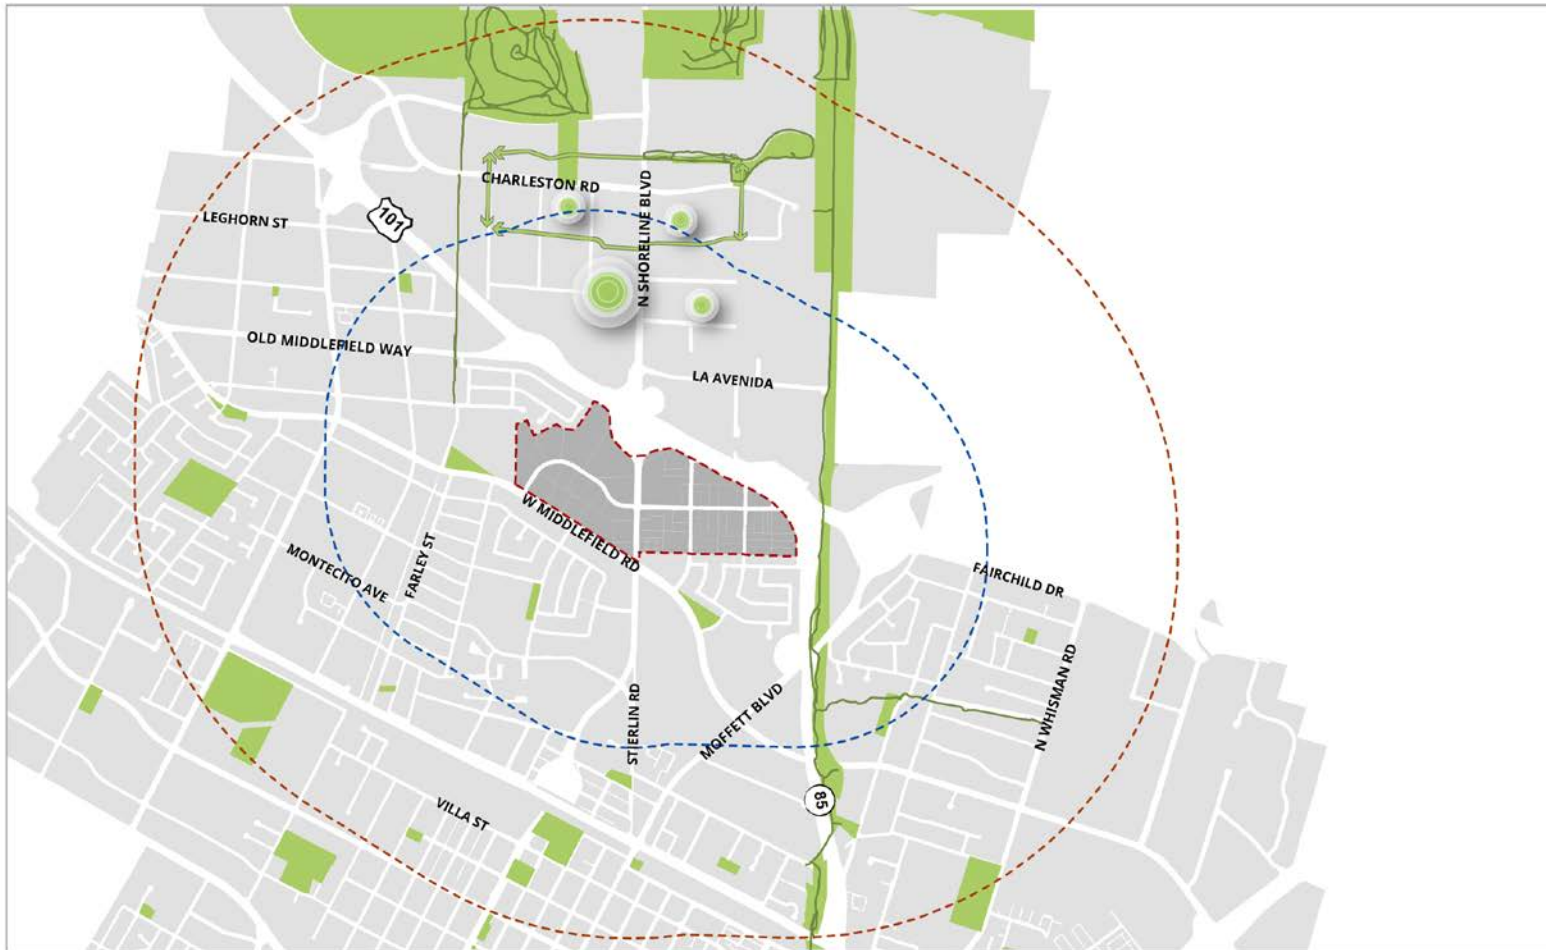 CHARLESTON RD
N SHORELINE BLVD
LEGHORN ST
101
OLD MIDDLEFIELD WAY
LA AVENIDA
W MIDDLEFIELD RD
FARLEY ST
MONTECITO AVE
FAIRCHILD DR
N WHISMAN RD
STIERLIN RD
MOFFETT BLVD
85
VILLA ST